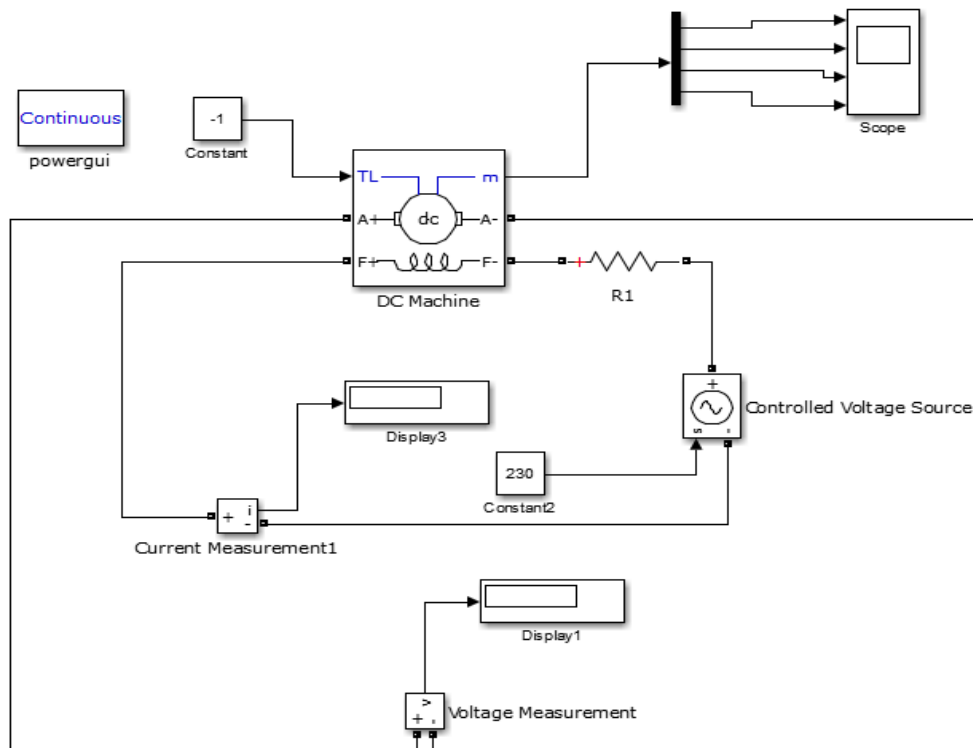 Continuous
powergui
-1
Constant
TL
m
A+
dc
A-
F+
F-
DC Machine
+
R1
Scope
Display3
+
s
-
Controlled Voltage Source
230
Constant2
+
i
-
Current Measurement1
Display1
v
+
-
Voltage Measurement